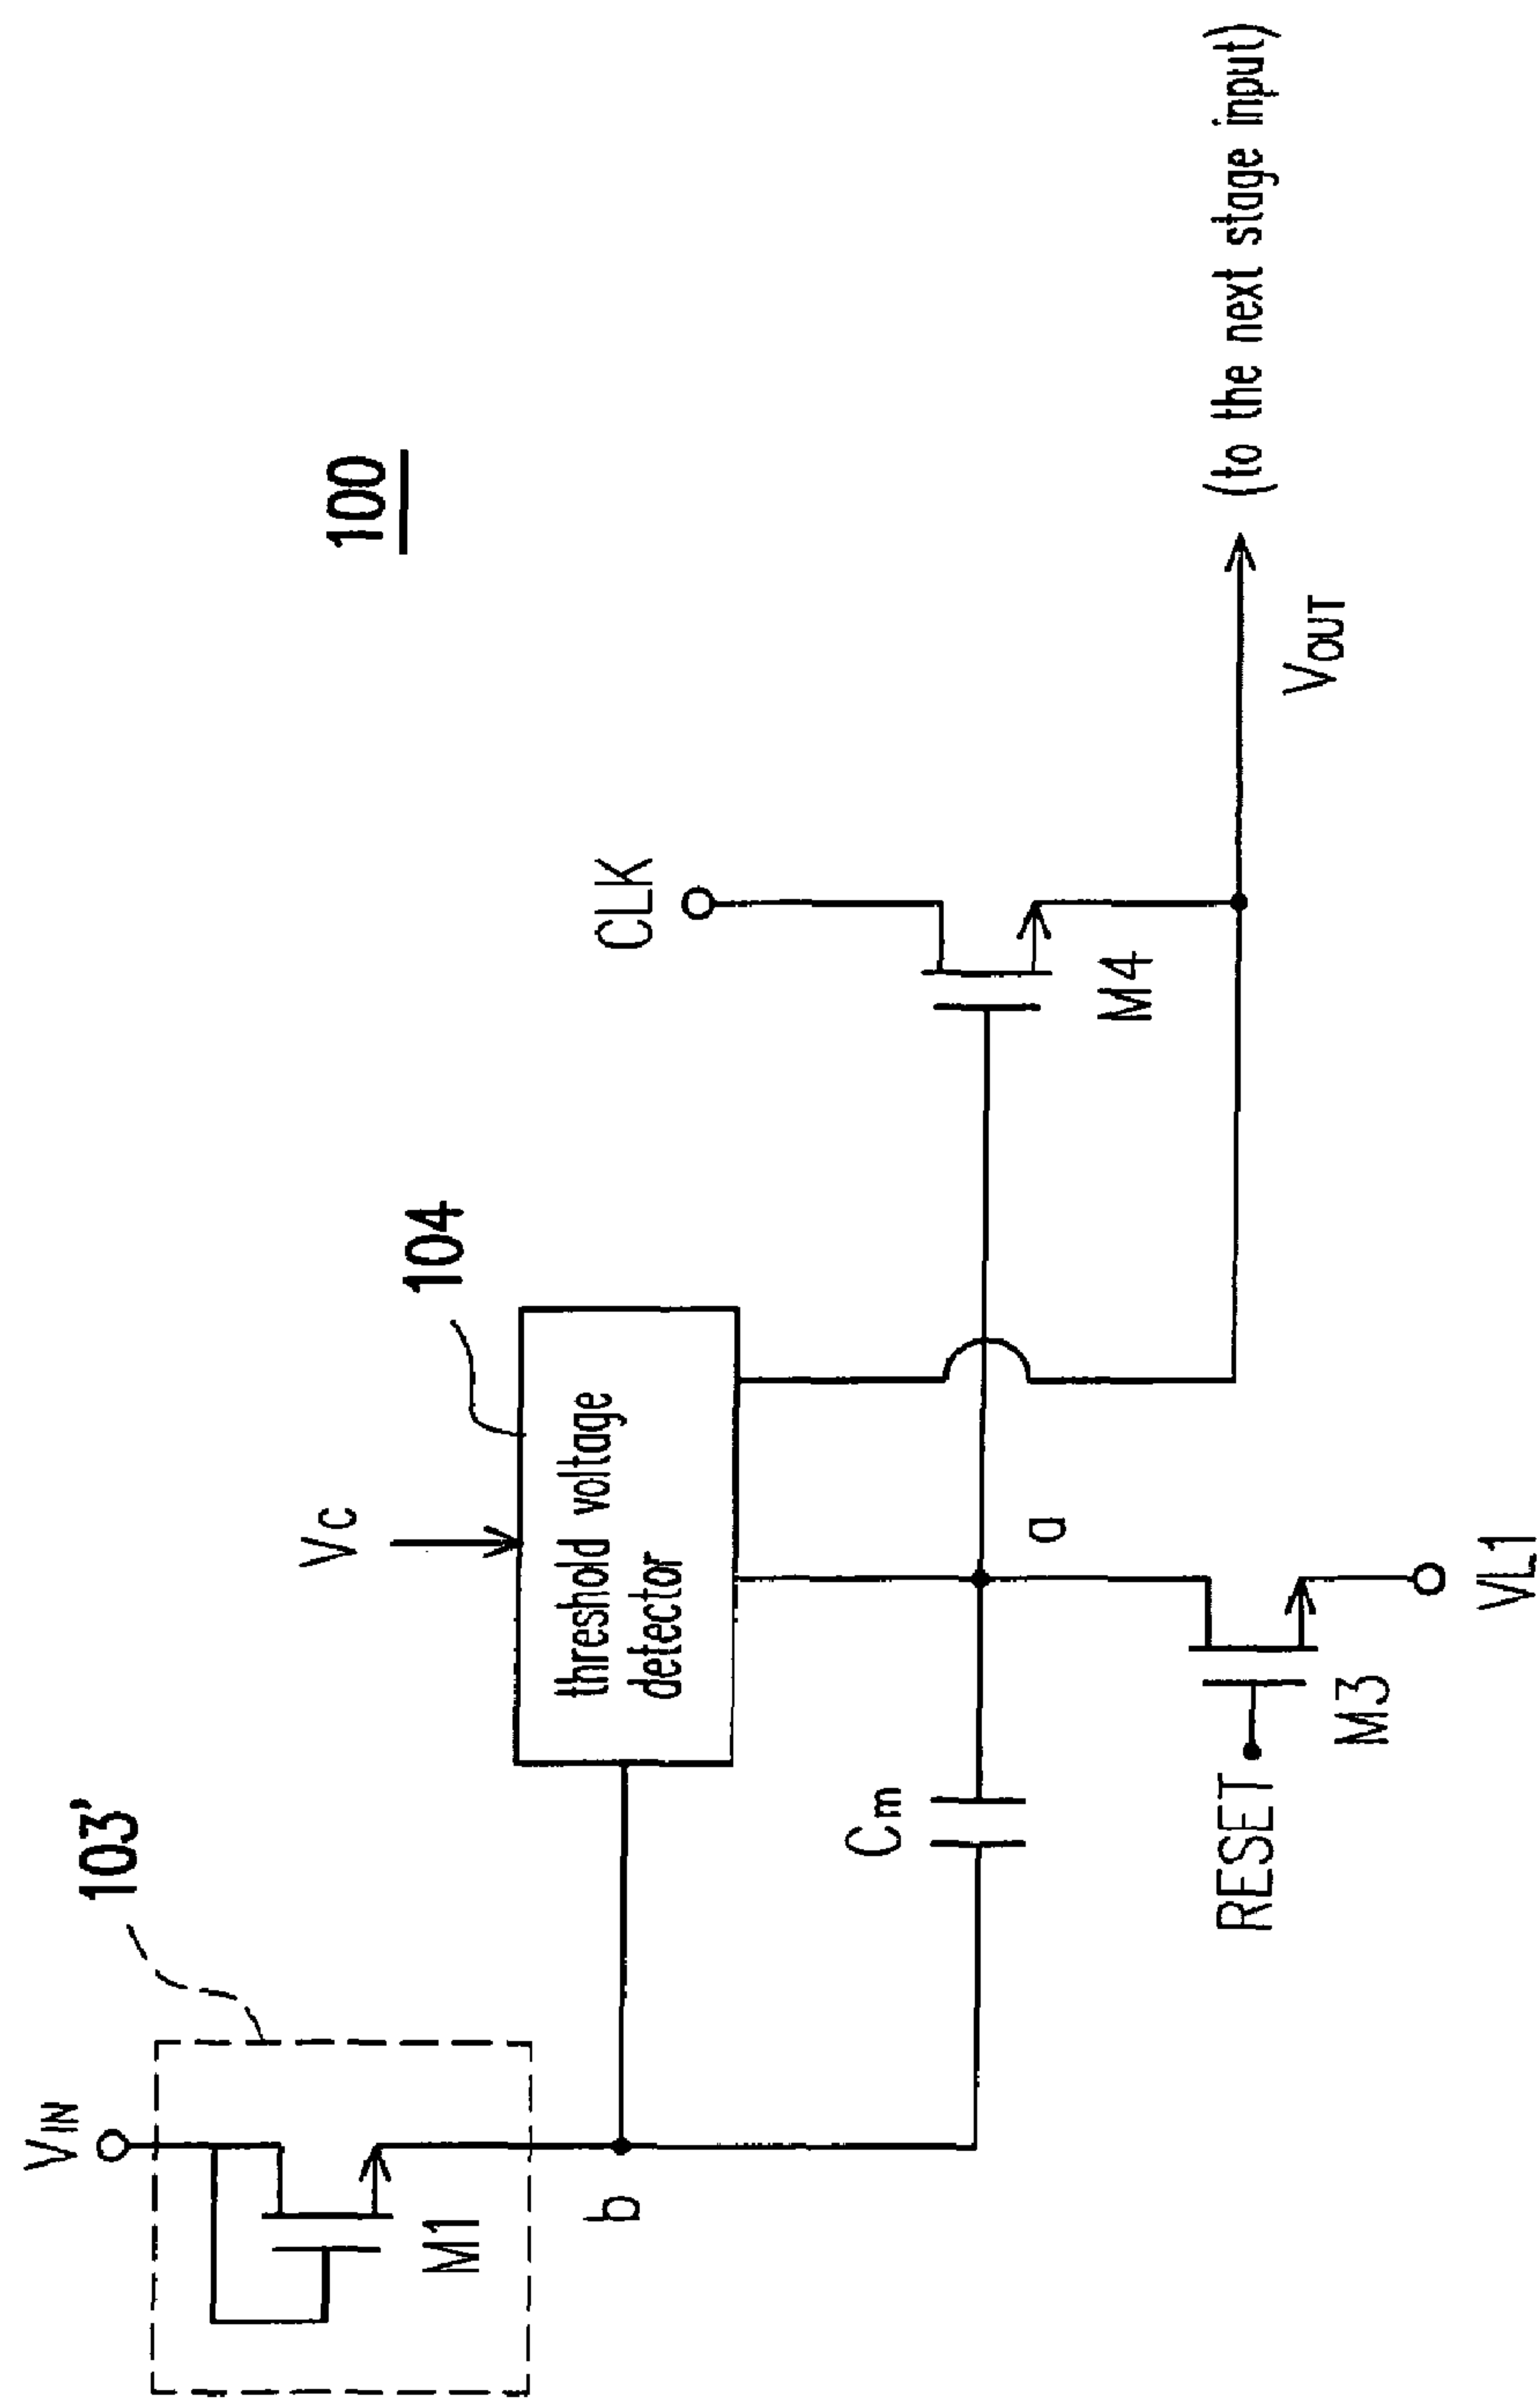 100
103’
VIN
M1
b
Vc
104
threshold voltage
detector
Cm
a
CLK
M4
RESET
M3
VL1
VOUT
(to the next stage input)